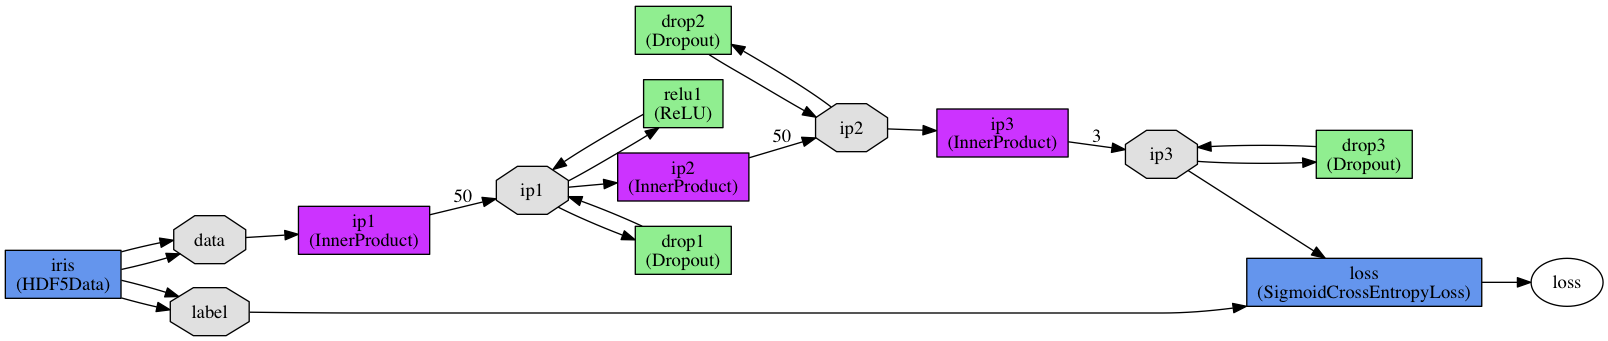 iris
(HDF5Data)
data
label
ip1
(InnerProduct)
50
ip1
drop2
(Dropout)
relu1
(ReLU)
ip2
(InnerProduct)
drop1
(Dropout)
50
ip2
ip3
(InnerProduct)
3
ip3
drop3
(Dropout)
loss
(SigmoidCrossEntropyLoss)
loss